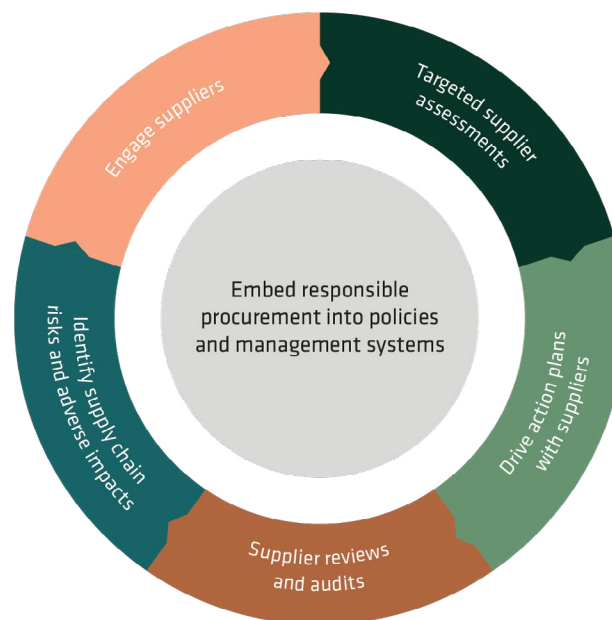 Engage suppliers
Targeted supplier
assessments
Drive action plans
with suppliers
Supplier reviews
and audits
Identify supply chain
risks and adverse impacts
Embed responsible
procurement into policies
and management systems